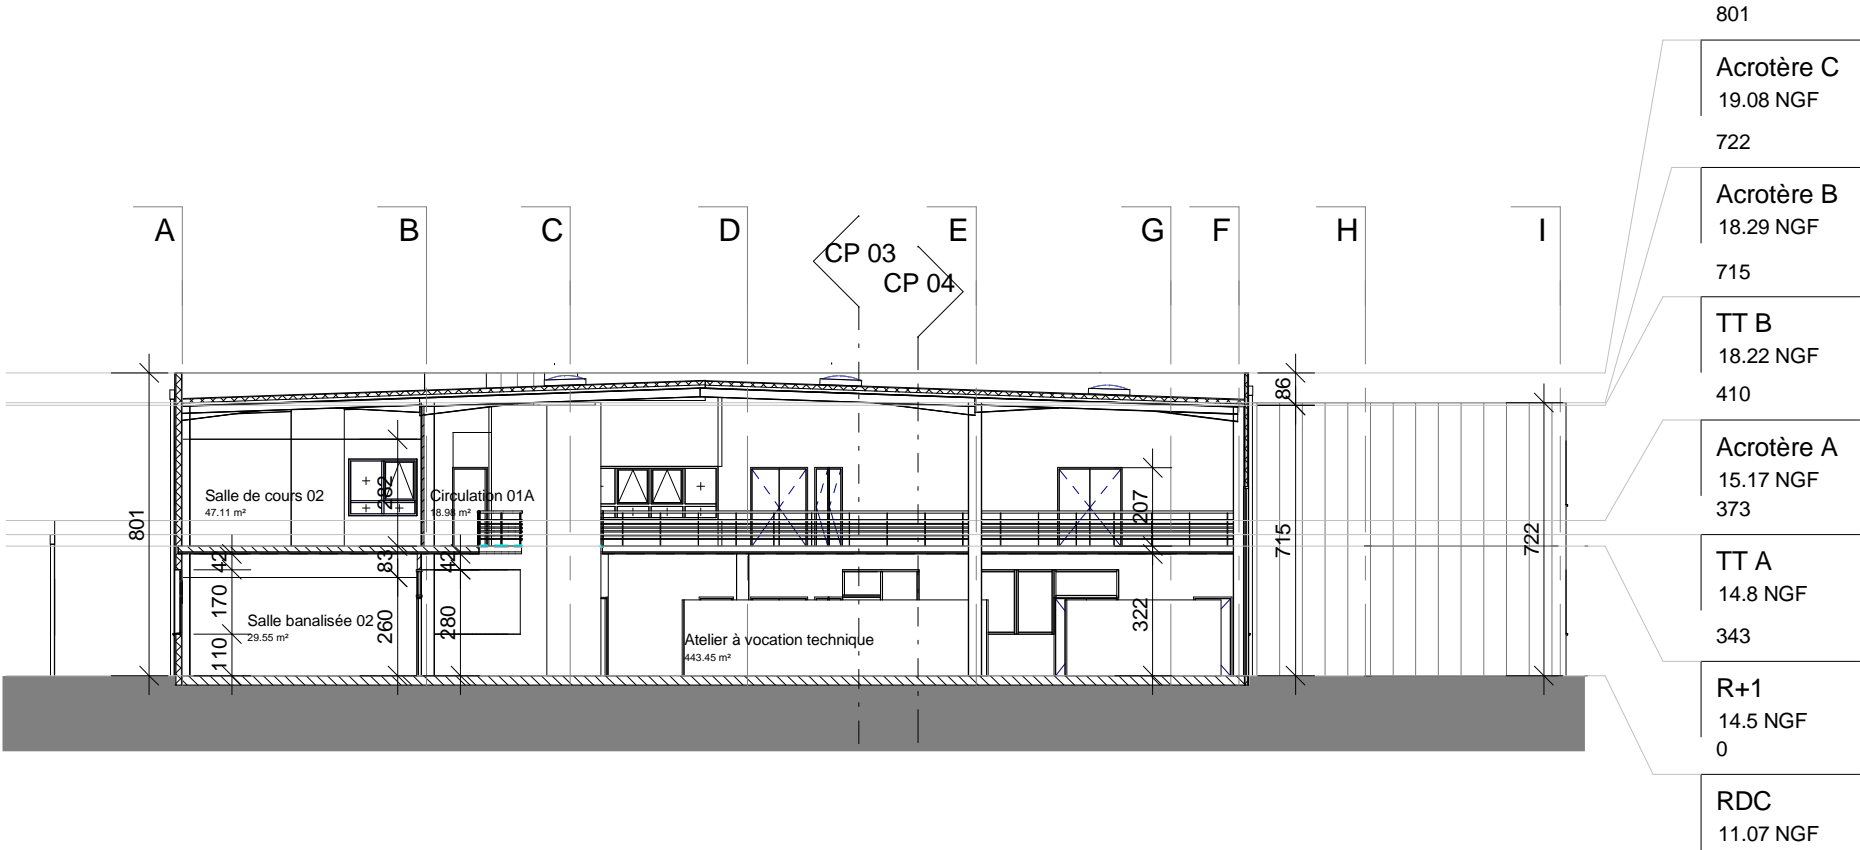 801
Acrotère C
19.08 NGF
722
Acrotère B
18.29 NGF
715
TT B
18.22 NGF
410
Acrotère A
15.17 NGF
373
TT A
14.8 NGF
343
R+1
14.5 NGF
0
RDC
11.07 NGF
A
B
C
D
E
G
F
H
I
CP 03
CP 04
86
Salle de cours 02
47.11 m²
282
Circulation 01A
18.98 m²
207
801
715
722
42
83
42
170
110
Salle banalisée 02
29.55 m²
260
280
322
Atelier à vocation technique
443.45 m²